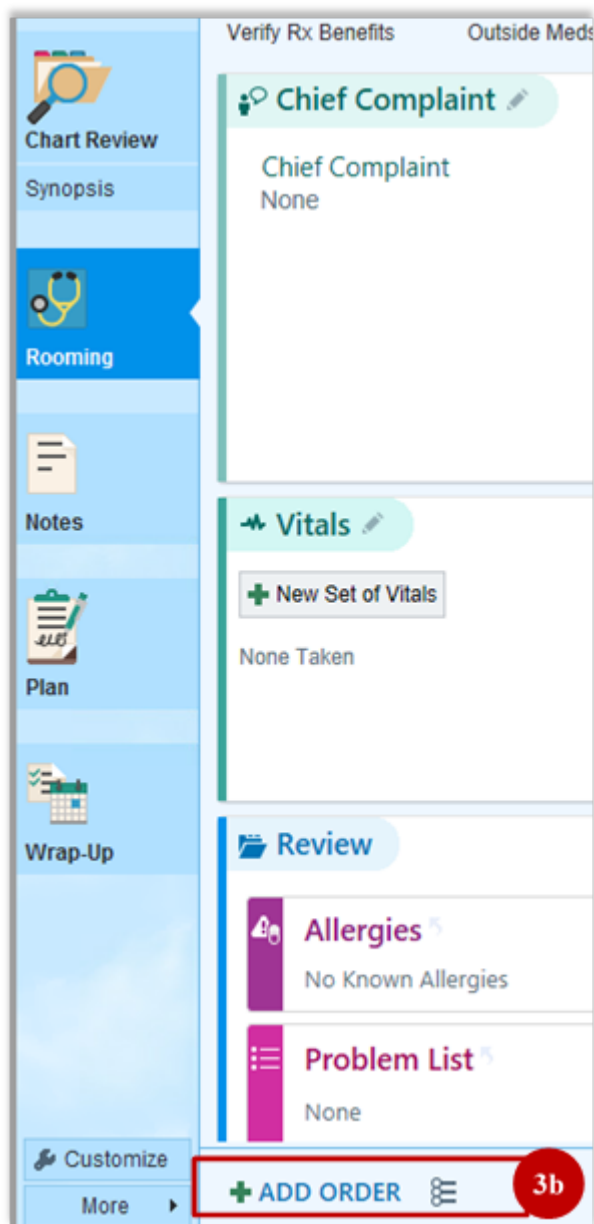 Verify Rx Benefits Outside Meds
Chart Review
Synopsis
Rooming
Notes
Plan
Wrap-Up
Customize
More
Chief Complaint
Chief Complaint
None
Vitals
New Set of Vitals
None Taken
Review
Allergies
No Known Allergies
Problem List
None
+ ADD ORDER
3b